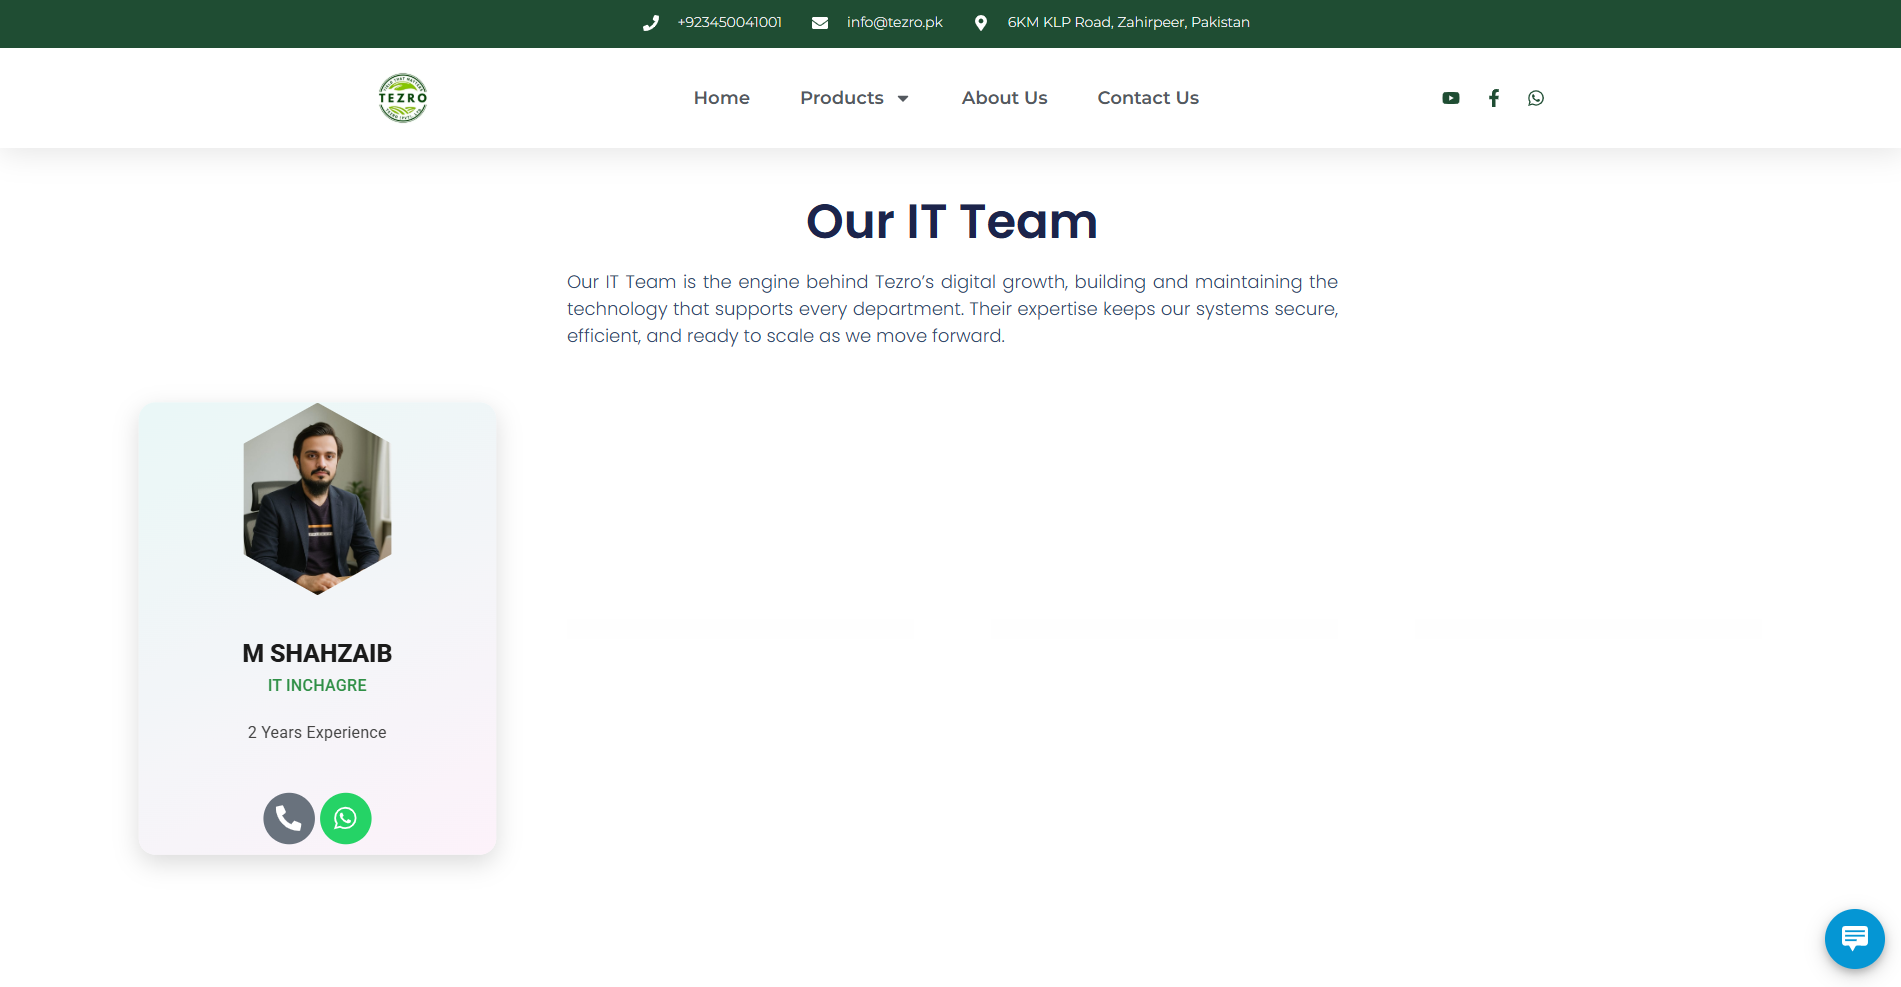 +923450041001 info@tezro.pk 6KM KLP Road, Zahirpeer, Pakistan
TEZRO
Home Products About Us Contact Us
Our IT Team
Our IT Team is the engine behind Tezro’s digital growth, building and maintaining the
technology that supports every department. Their expertise keeps our systems secure,
efficient, and ready to scale as we move forward.
M SHAHZAIB
IT INCHAGRE
2 Years Experience